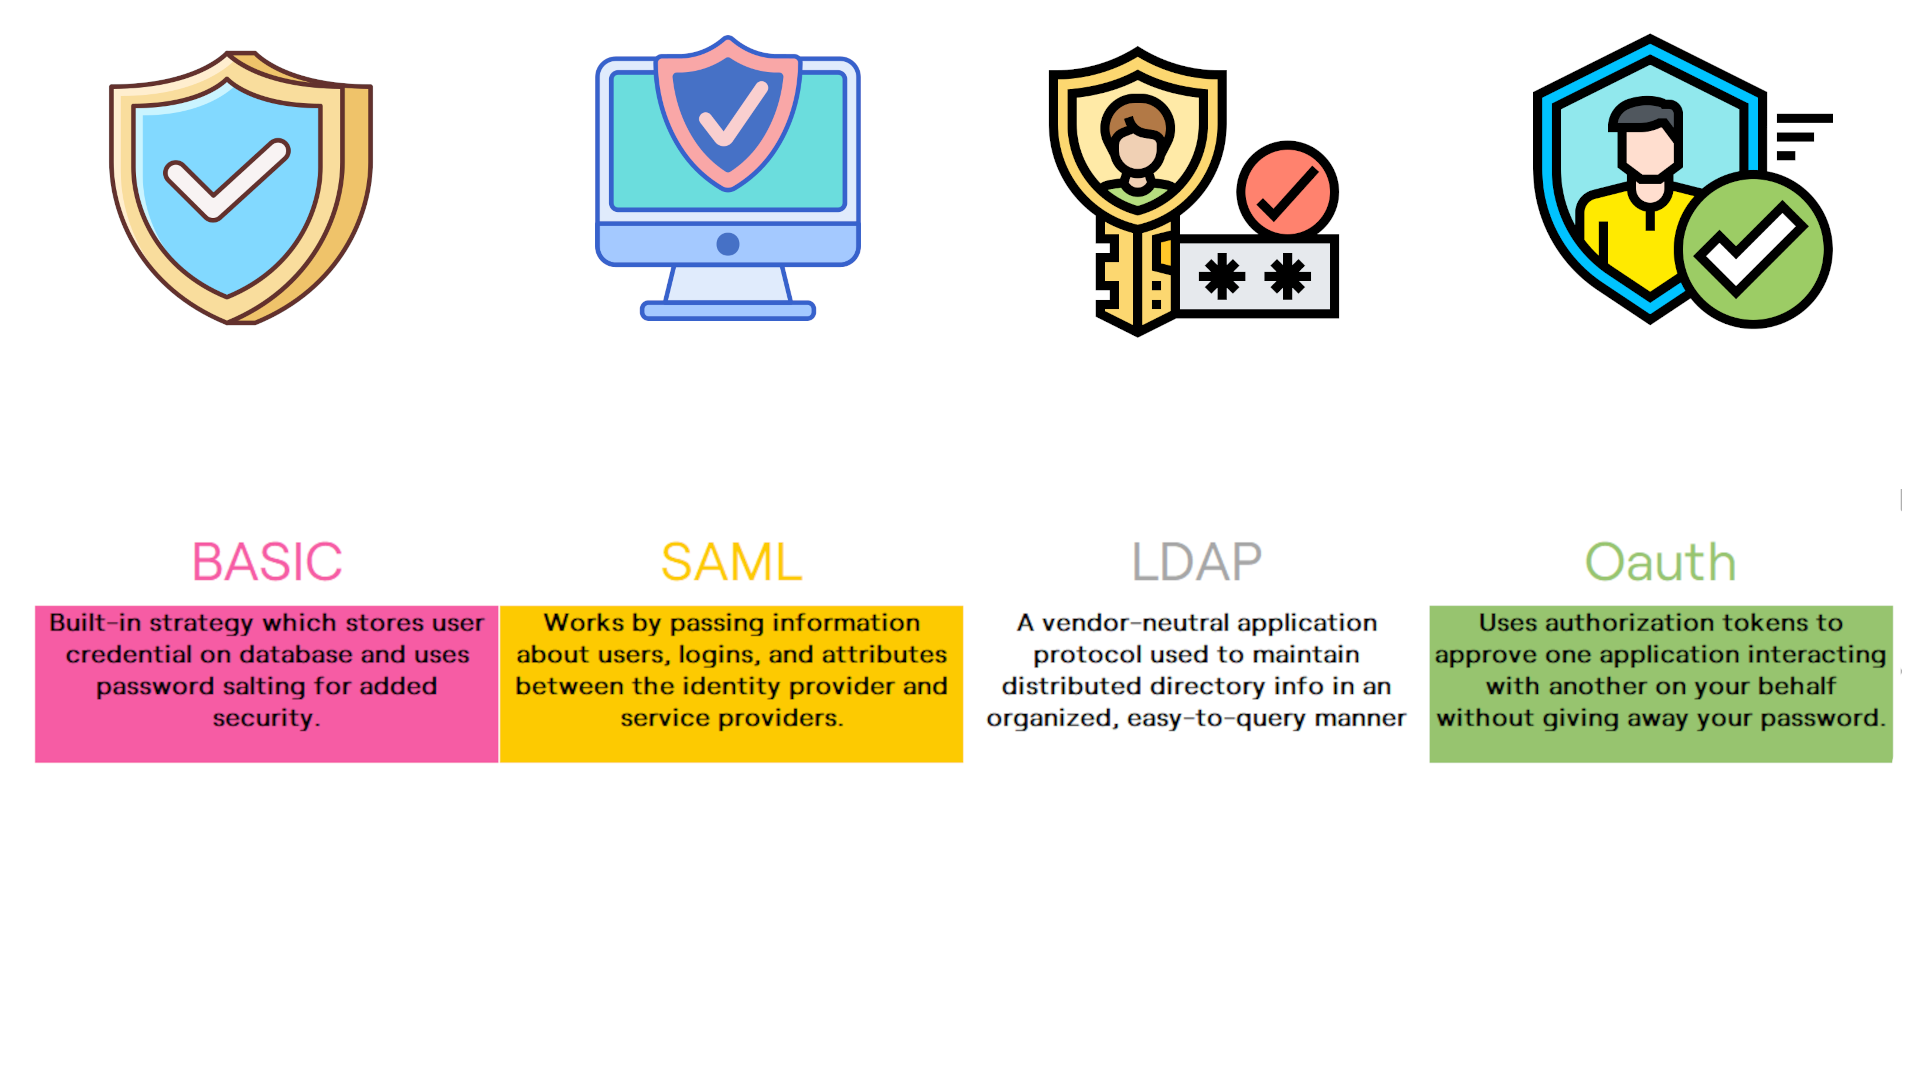 BASIC
Built-in strategy which stores user
credential on database and uses
password salting for added
security.
SAML
Works by passing information
about users, logins, and attributes
between the identity provider and
service providers.
LDAP
A vendor-neutral application
protocol used to maintain
distributed directory info in an
organized, easy-to-query manner
Oauth
Uses authorization tokens to
approve one application interacting
with another on your behalf
without giving away your password.